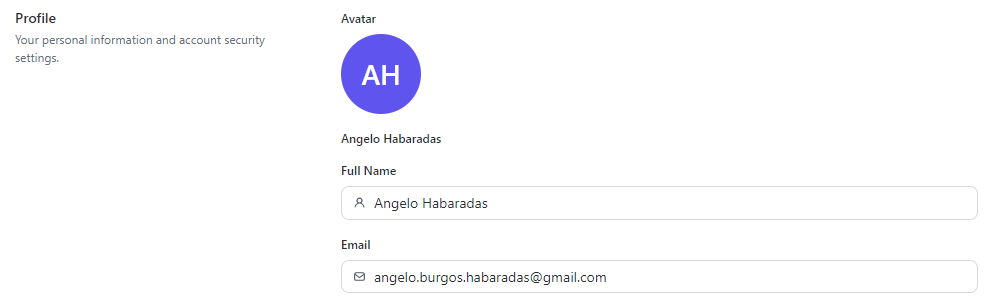 Profile
Your personal information and account security
settings.
Avatar
AH
Angelo Habaradas
Full Name
Angelo Habaradas
Email
angelo.burgos.habaradas@gmail.com